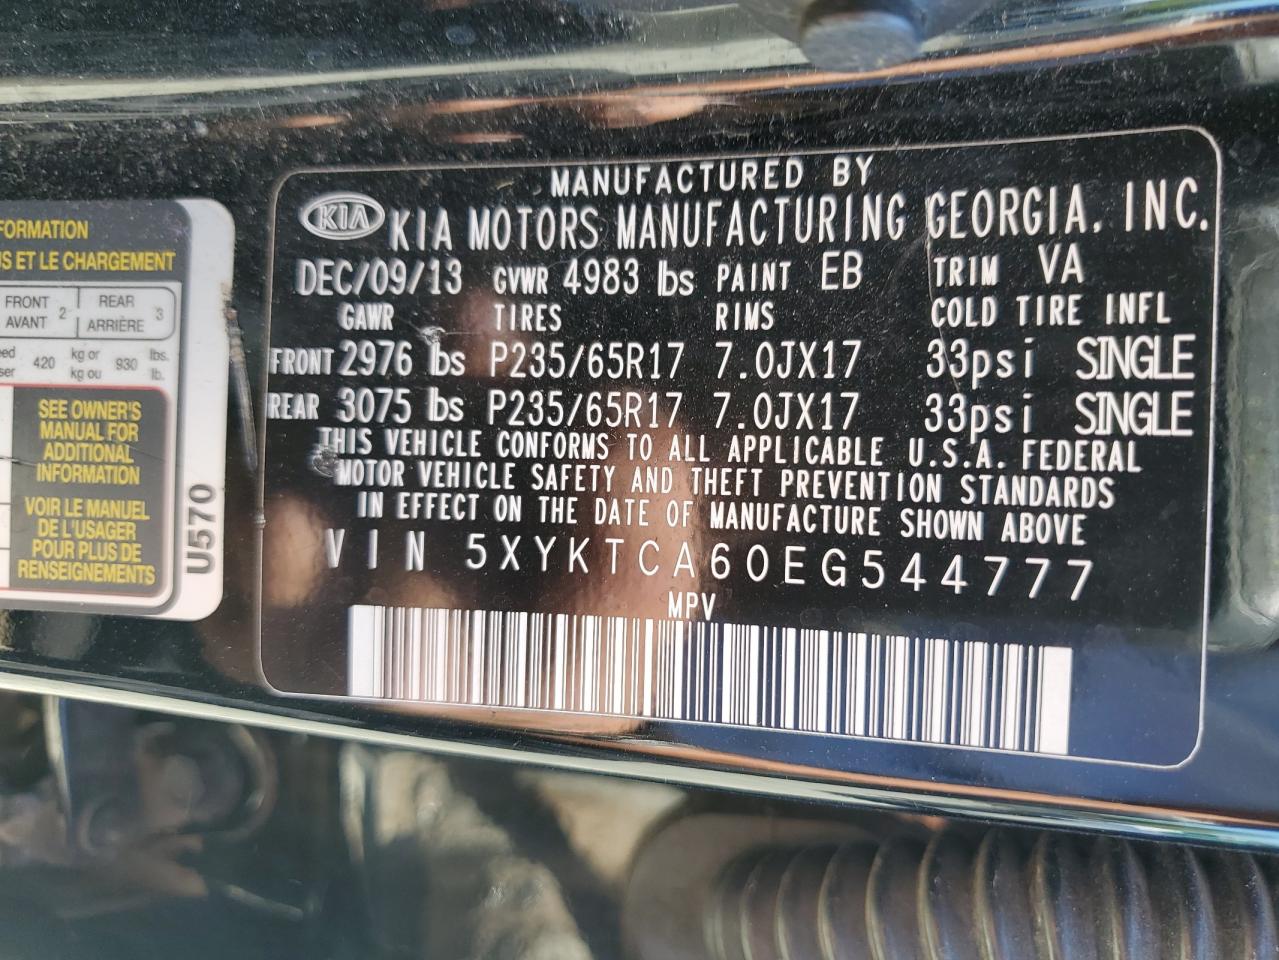 FORMATION
S ET LE CHARGEMENT
FRONT AVANT 2 REAR ARRIÈRE 3
420 kg or kg ou 930 lbs. lb.
SEE OWNER'S
MANUAL FOR
ADDITIONAL
INFORMATION
VOIR LE MANUEL
DE L'USAGER
POUR PLUS DE
RENSEIGNEMENTS
U570
MANUFACTURED BY
KIA KIA MOTORS MANUFACTURING GEORGIA, INC.
DEC/09/13 GVWR 4983 lbs PAINT EB TRIM VA
GAWR TIRES RIMS COLD TIRE INFL
FRONT 2976 lbs P235/65R17 7.0JX17 33psi SINGLE
REAR 3075 lbs P235/65R17 7.0JX17 33psi SINGLE
THIS VEHICLE CONFORMS TO ALL APPLICABLE U.S.A. FEDERAL
MOTOR VEHICLE SAFETY AND THEFT PREVENTION STANDARDS
IN EFFECT ON THE DATE OF MANUFACTURE SHOWN ABOVE
VIN 5XYKTCA60EG544777
MPV